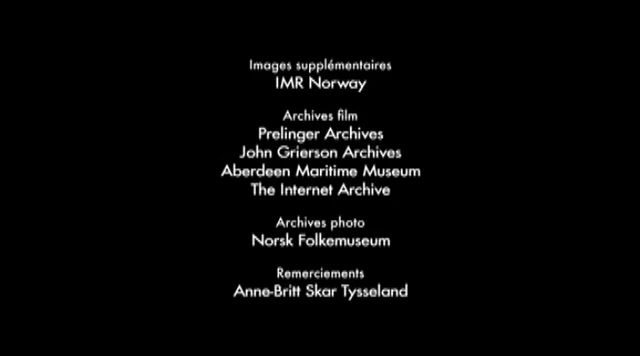 Images supplémentaires
IMR Norway
Archives film
Prelinger Archives
John Grierson Archives
Aberdeen Maritime Museum
The Internet Archive
Archives photo
Norsk Folkemuseum
Remerciements
Anne-Britt Skar Tysseland